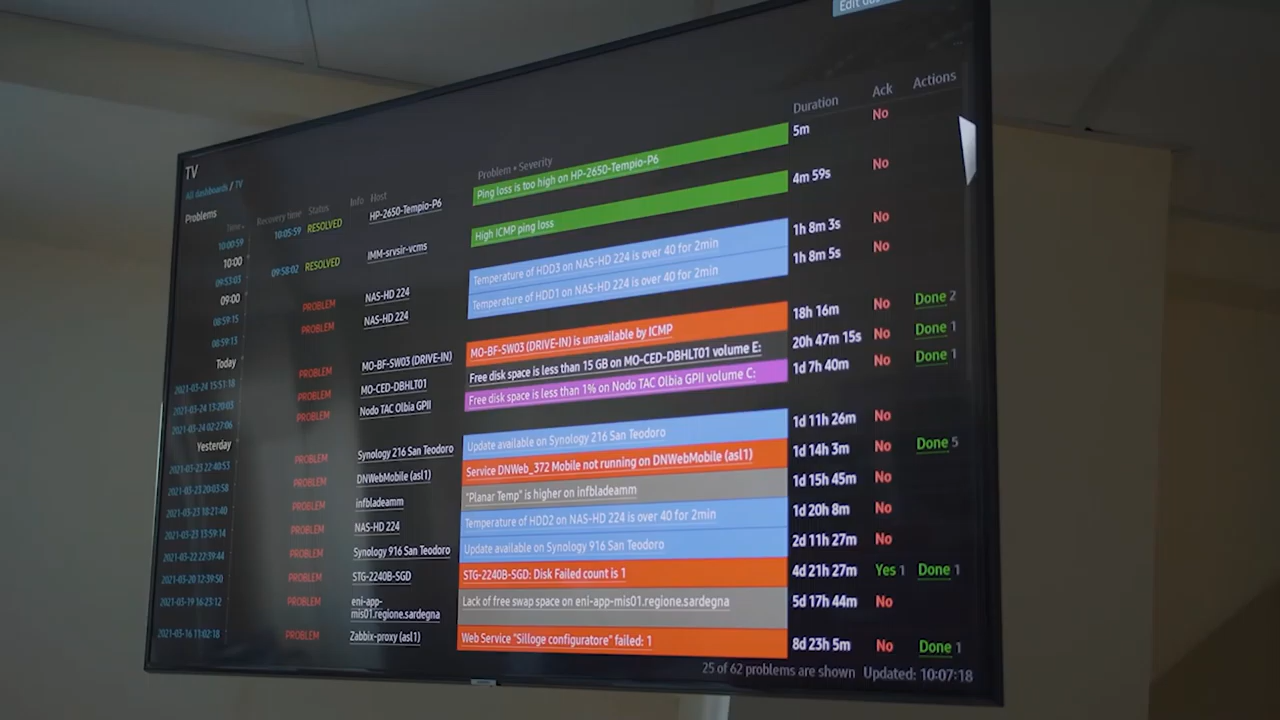 Edit
TV
All dashboards / TV
Problems
Time Recovery time Status Info Host Problem • Severity Duration Ack Actions
10:00:59 10:05:59 RESOLVED HP-2650-Tempio-P6 Ping loss is too high on HP-2650-Tempio-P6 5m No
10:00
09:53:03 09:58:02 RESOLVED IMM-srvsir-vcms High ICMP ping loss 4m 59s No
09:00
08:59:15 PROBLEM NAS-HD 224 Temperature of HDD3 on NAS-HD 224 is over 40 for 2min 1h 8m 3s No
08:59:13 PROBLEM NAS-HD 224 Temperature of HDD1 on NAS-HD 224 is over 40 for 2min 1h 8m 5s No
Today
2021-03-24 15:51:18 PROBLEM MO-BF-SW03 (DRIVE-IN) MO-BF-SW03 (DRIVE-IN) is unavailable by ICMP 18h 16m No Done 2
2021-03-24 13:20:03 PROBLEM MO-CED-DBHLT01 Free disk space is less than 15 GB on MO-CED-DBHLT01 volume E: 20h 47m 15s No Done 1
2021-03-24 02:27:06 PROBLEM Nodo TAC Olbia GPII Free disk space is less than 1% on Nodo TAC Olbia GPII volume C: 1d 7h 40m No Done 1
Yesterday
2021-03-23 22:40:53 PROBLEM Synology 216 San Teodoro Update available on Synology 216 San Teodoro 1d 11h 26m No
2021-03-23 20:03:58 PROBLEM DNWebMobile (asl1) Service DNWeb_372 Mobile not running on DNWebMobile (asl1) 1d 14h 3m No Done 5
2021-03-23 18:21:40 PROBLEM infbladeamm "Planar Temp" is higher on infbladeamm 1d 15h 45m No
2021-03-23 13:59:14 PROBLEM NAS-HD 224 Temperature of HDD2 on NAS-HD 224 is over 40 for 2min 1d 20h 8m No
2021-03-22 22:39:44 PROBLEM Synology 916 San Teodoro Update available on Synology 916 San Teodoro 2d 11h 27m No
2021-03-20 12:39:50 PROBLEM STG-2240B-SGD STG-2240B-SGD: Disk Failed count is 1 4d 21h 27m Yes 1 Done 1
2021-03-19 16:23:12 PROBLEM eni-app-mis01.regione.sardegna Lack of free swap space on eni-app-mis01.regione.sardegna 5d 17h 44m No
2021-03-16 11:02:18 PROBLEM Zabbix-proxy (asl1) Web Service "Silloge configuratore" failed: 1 8d 23h 5m No Done 1
25 of 62 problems are shown Updated: 10:07:18